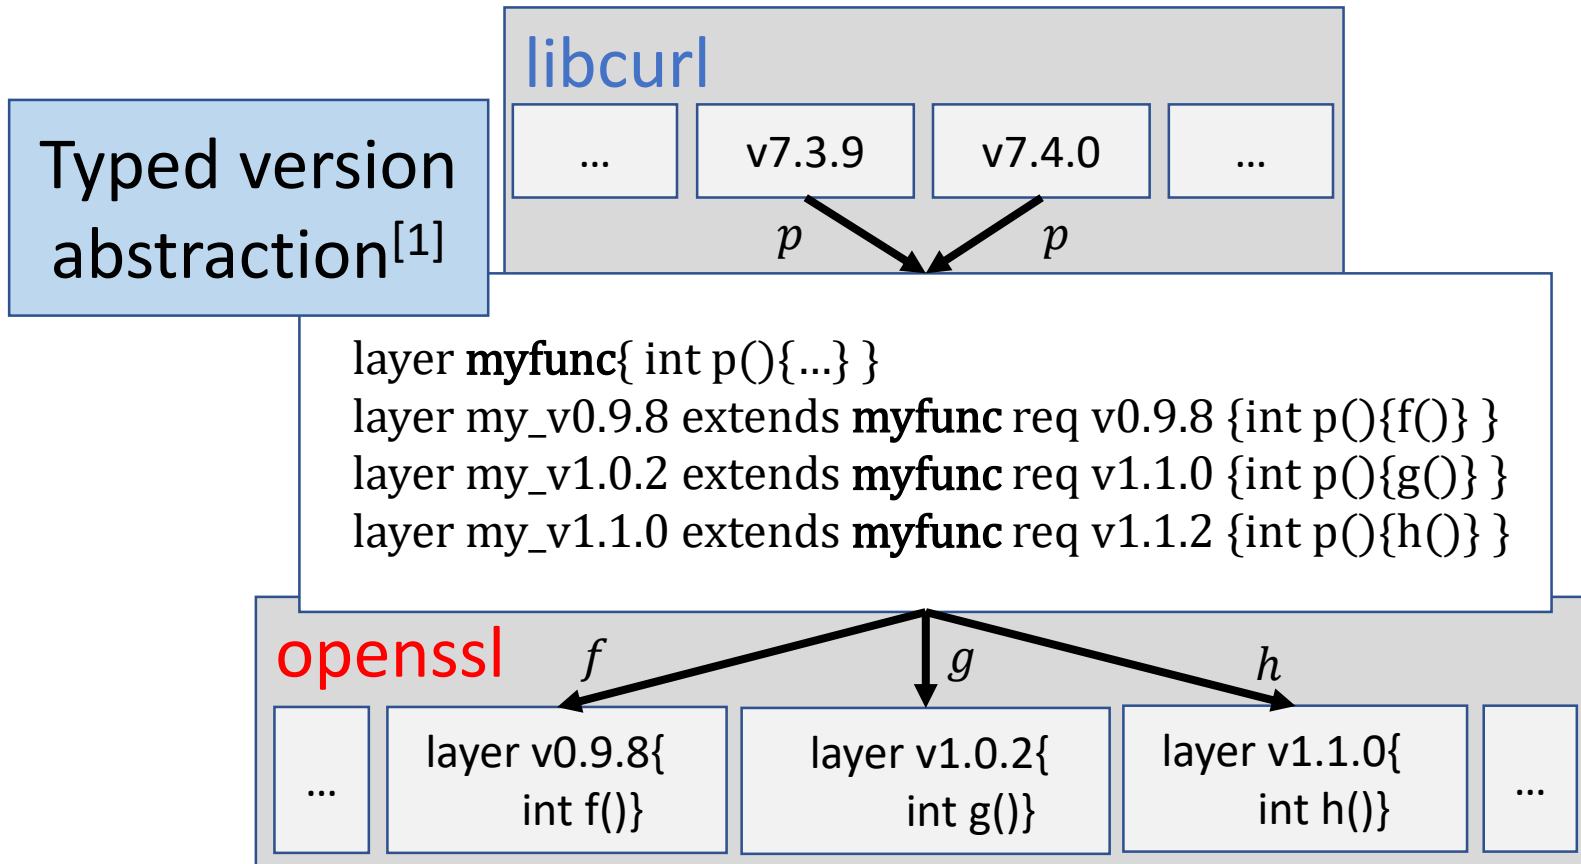 libcurl
Typed version
abstraction[1]
... v7.3.9 v7.4.0 ...
p p
layer myfunc{ int p(){...} }
layer my_v0.9.8 extends myfunc req v0.9.8 {int p(){f()} }
layer my_v1.0.2 extends myfunc req v1.1.0 {int p(){g()} }
layer my_v1.1.0 extends myfunc req v1.1.2 {int p(){h()} }
openssl
f g h
...
layer v0.9.8{
int f()}
layer v1.0.2{
int g()}
layer v1.1.0{
int h()}
...